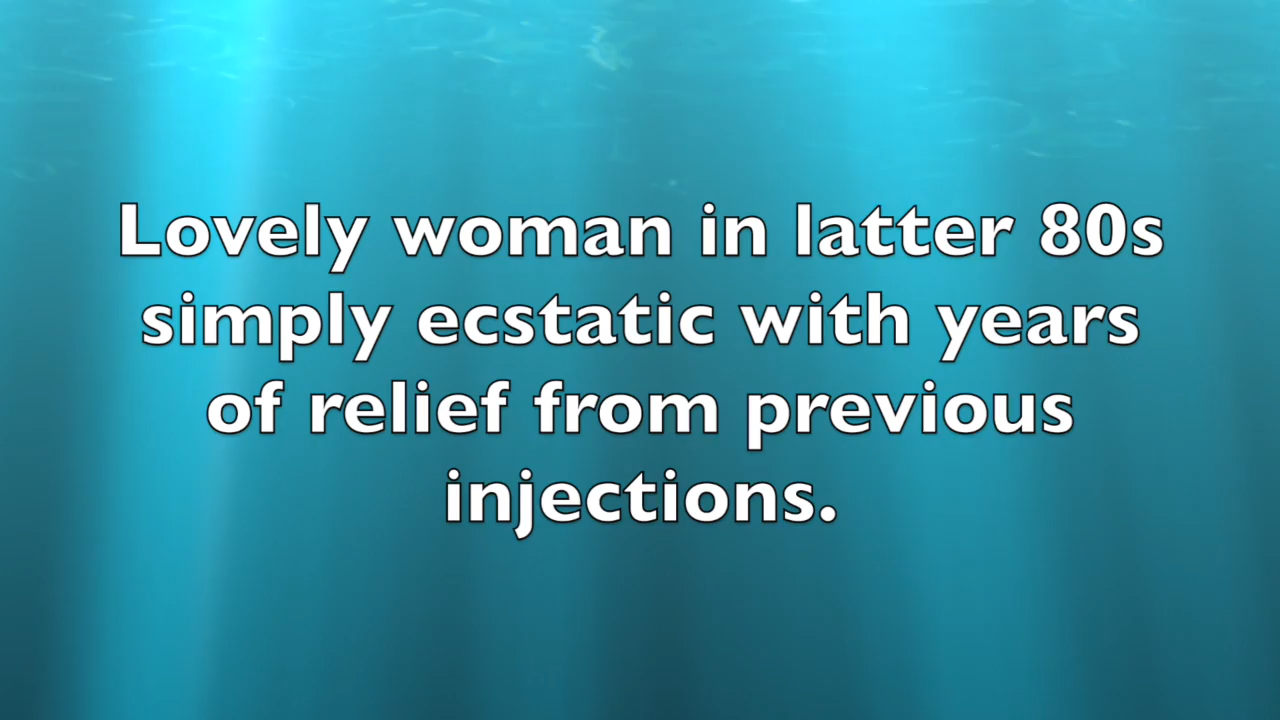 Lovely woman in latter 80s
simply ecstatic with years
of relief from previous
injections.